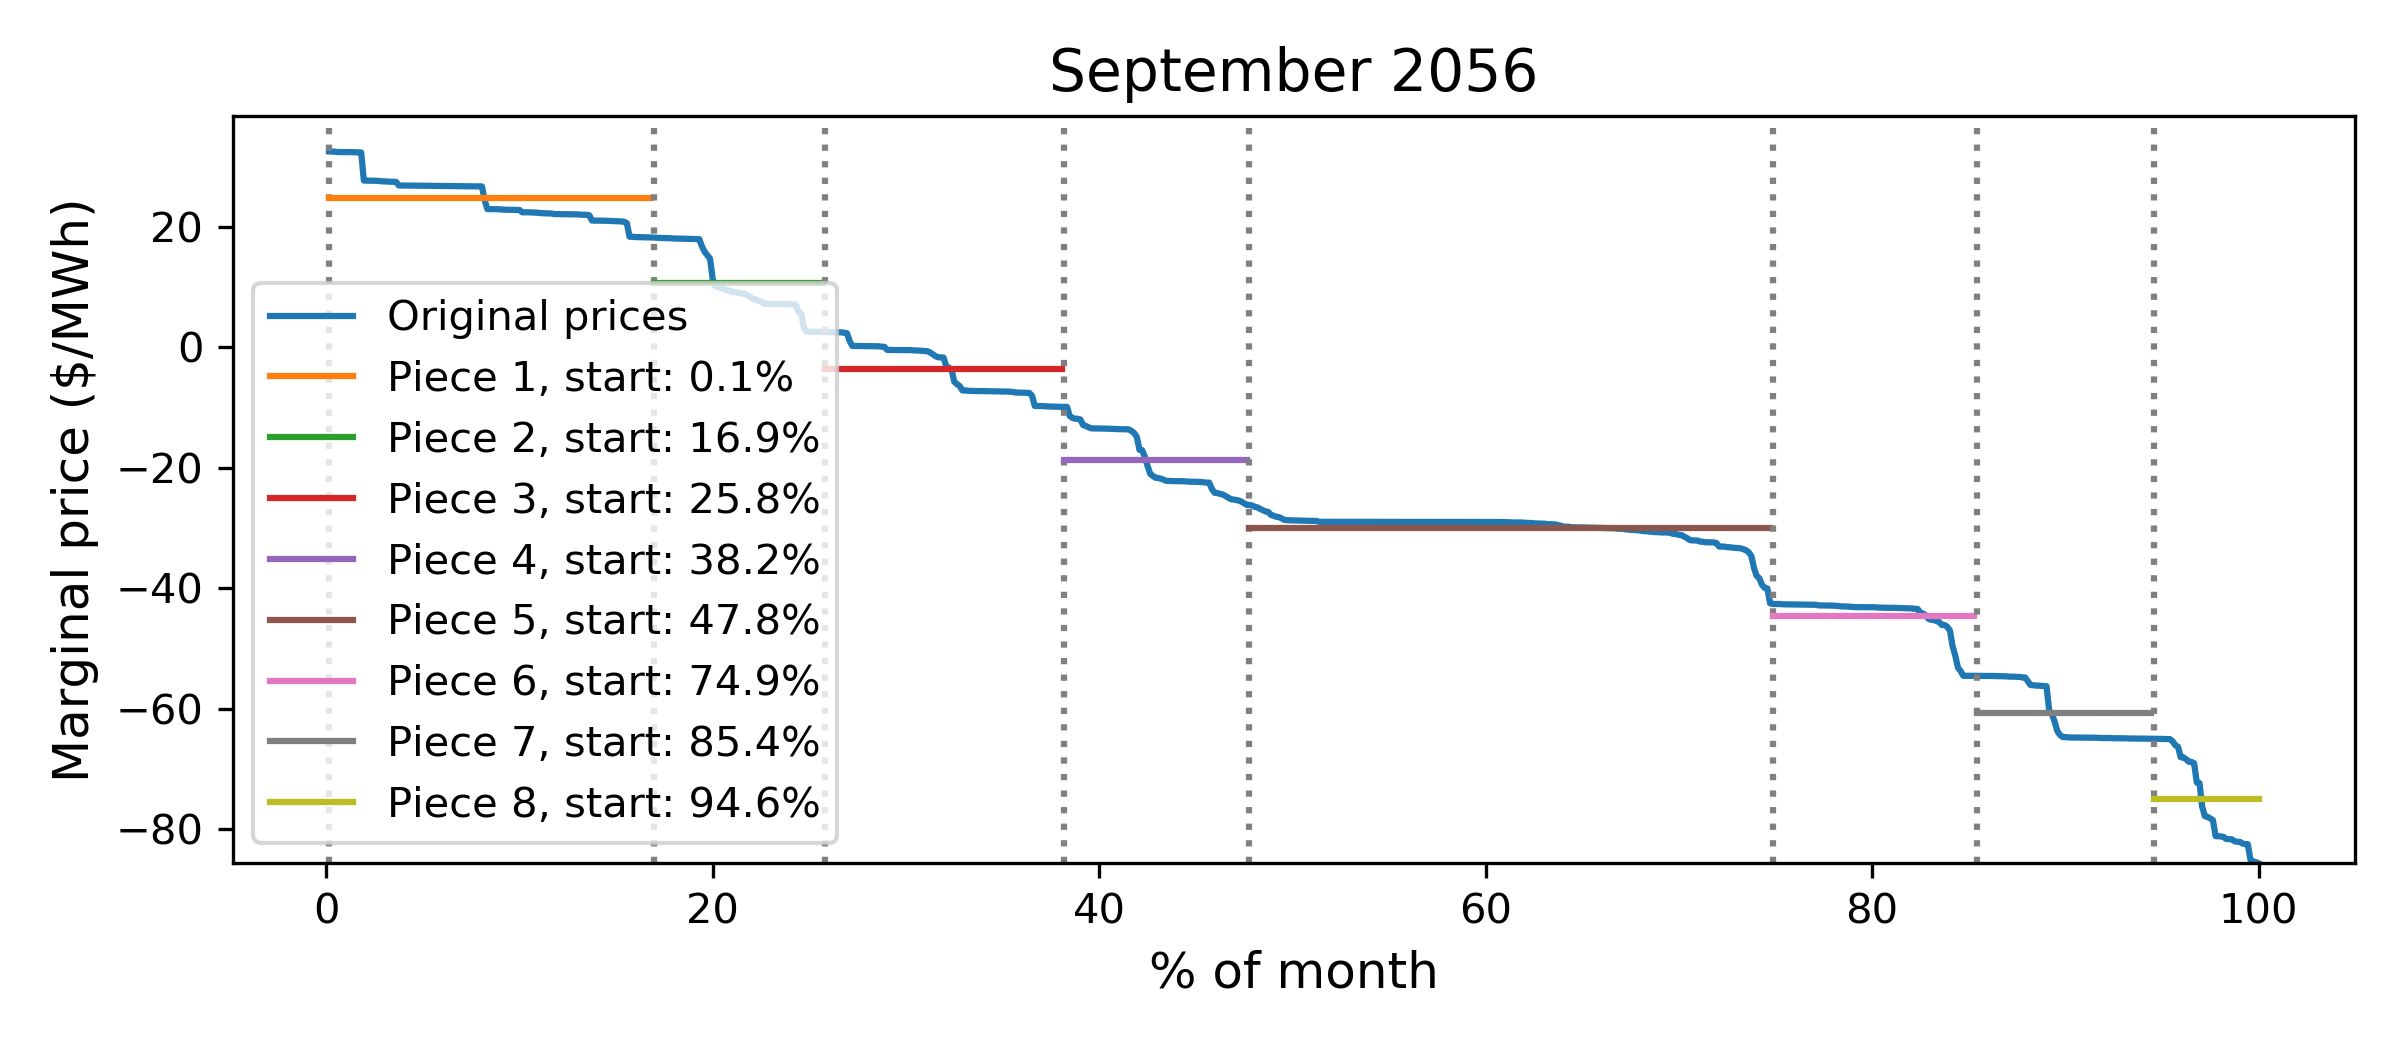 September 2056
Marginal price ($/MWh)
20
0
−20
−40
−60
−80
Original prices
Piece 1, start: 0.1%
Piece 2, start: 16.9%
Piece 3, start: 25.8%
Piece 4, start: 38.2%
Piece 5, start: 47.8%
Piece 6, start: 74.9%
Piece 7, start: 85.4%
Piece 8, start: 94.6%
0 20 40 60 80 100
% of month